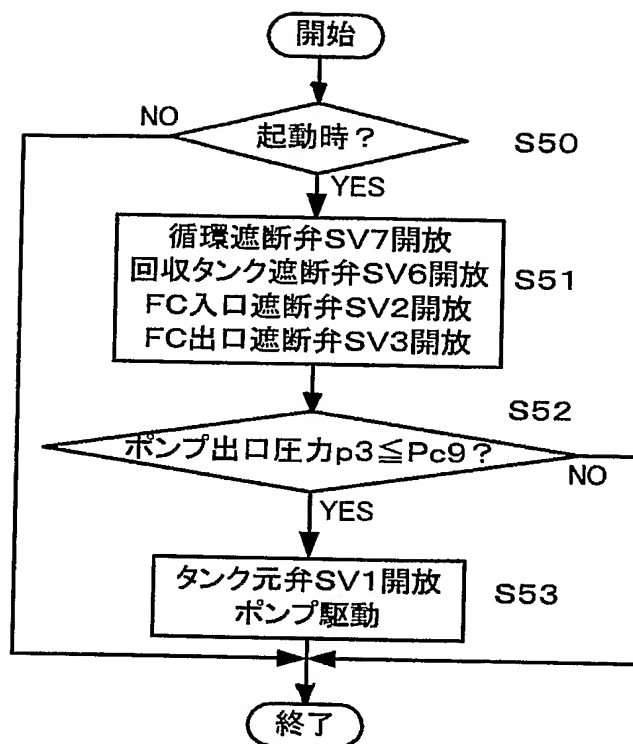 開始
NO
起動時?
S50
YES
循環遮断弁SV7開放
回収タンク遮断弁SV6開放
FC入口遮断弁SV2開放
FC出口遮断弁SV3開放
S51
S52
ポンプ出口圧力p3≦Pc9?
NO
YES
タンク元弁SV1開放
ポンプ駆動
S53
終了